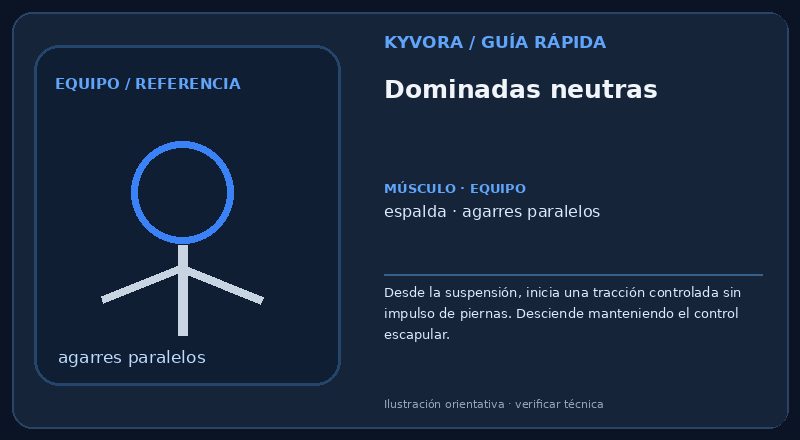 EQUIPO / REFERENCIA
agarres paralelos
KYVORA / GUÍA RÁPIDA
Dominadas neutras
MÚSCULO · EQUIPO
espalda · agarres paralelos
Desde la suspensión, inicia una tracción controlada sin
impulso de piernas. Desciende manteniendo el control
escapular.
Ilustración orientativa · verificar técnica